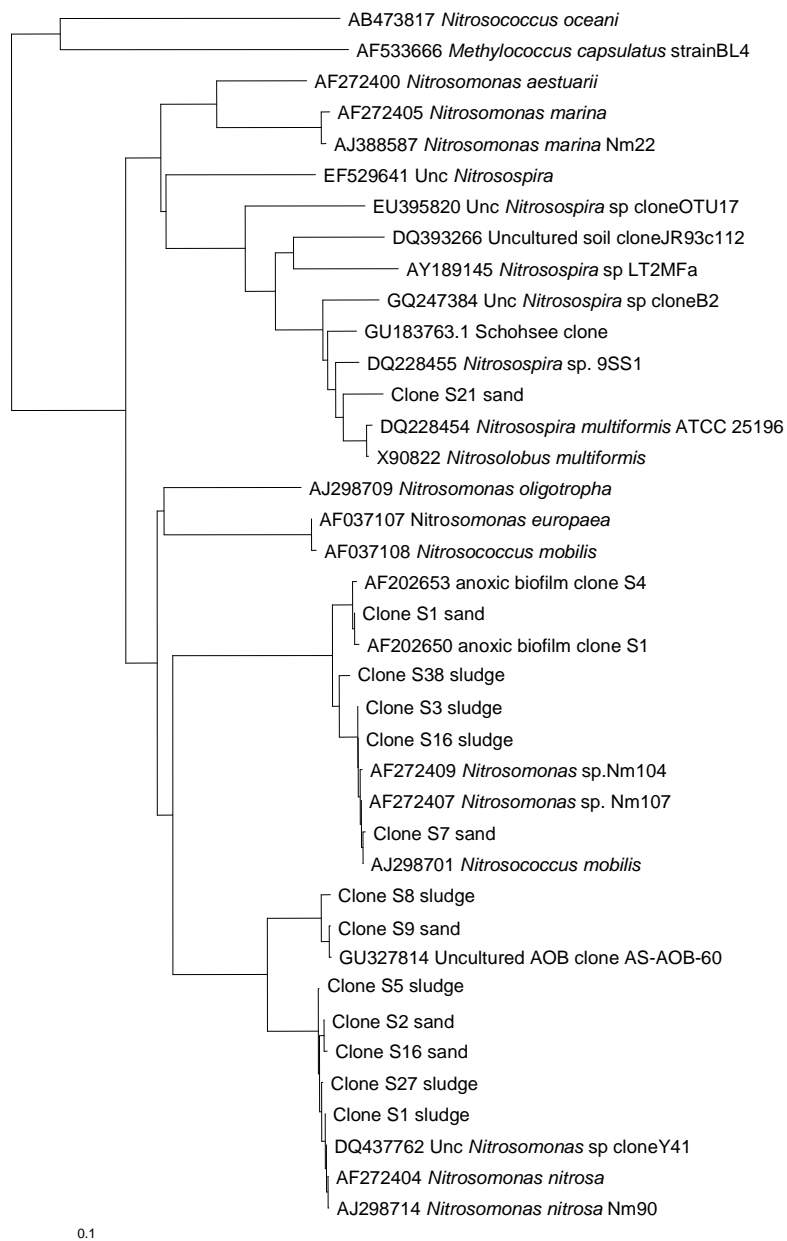 AB473817 Nitrosococcus oceani
AF533666 Methylococcus capsulatus strainBL4
AF272400 Nitrosomonas aestuarii
AF272405 Nitrosomonas marina
AJ388587 Nitrosomonas marina Nm22
EF529641 Unc Nitrosospira
EU395820 Unc Nitrosospira sp cloneOTU17
DQ393266 Uncultured soil cloneJR93c112
AY189145 Nitrosospira sp LT2MFa
GQ247384 Unc Nitrosospira sp cloneB2
GU183763.1 Schohsee clone
DQ228455 Nitrosospira sp. 9SS1
Clone S21 sand
DQ228454 Nitrosospira multiformis ATCC 25196
X90822 Nitrosolobus multiformis
AJ298709 Nitrosomonas oligotropha
AF037107 Nitrosomonas europaea
AF037108 Nitrosococcus mobilis
AF202653 anoxic biofilm clone S4
Clone S1 sand
AF202650 anoxic biofilm clone S1
Clone S38 sludge
Clone S3 sludge
Clone S16 sludge
AF272409 Nitrosomonas sp.Nm104
AF272407 Nitrosomonas sp. Nm107
Clone S7 sand
AJ298701 Nitrosococcus mobilis
Clone S8 sludge
Clone S9 sand
GU327814 Uncultured AOB clone AS-AOB-60
Clone S5 sludge
Clone S2 sand
Clone S16 sand
Clone S27 sludge
Clone S1 sludge
DQ437762 Unc Nitrosomonas sp cloneY41
AF272404 Nitrosomonas nitrosa
AJ298714 Nitrosomonas nitrosa Nm90
0.1